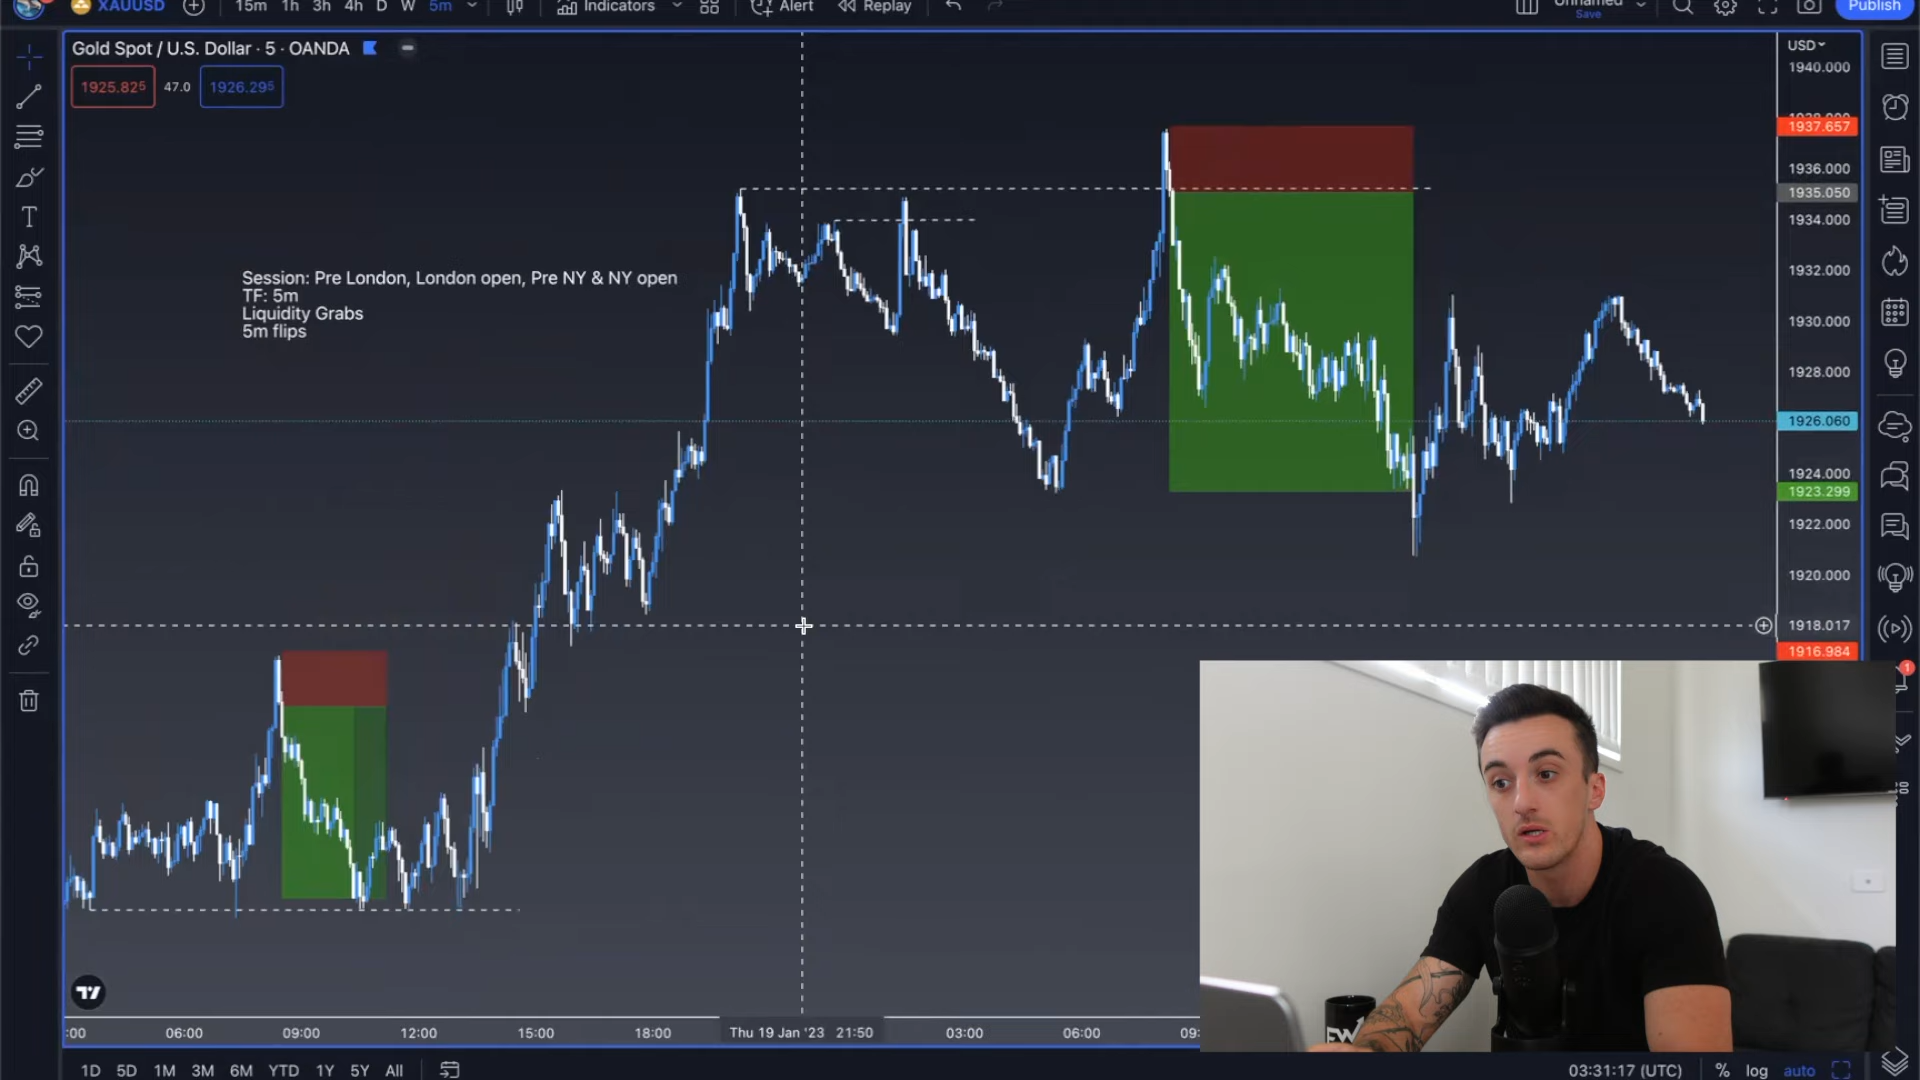 XAUUSD 15m 1h 3h 4h D W 5m Indicators Alert Replay Unnamed Save Publish
Gold Spot / U.S. Dollar · 5 · OANDA
USD
1925.825 47.0 1926.295
1940.000
1937.657
1936.000
1935.050
1934.000
1932.000
1930.000
1928.000
1926.060
1924.000
1923.299
1922.000
1920.000
1918.017
1916.984
Session: Pre London, London open, Pre NY & NY open
TF: 5m
Liquidity Grabs
5m flips
1
:00 06:00 09:00 12:00 15:00 18:00 Thu 19 Jan '23 21:50 03:00 06:00 09:
1D 5D 1M 3M 6M YTD 1Y 5Y All 03:31:17 (UTC) % log auto